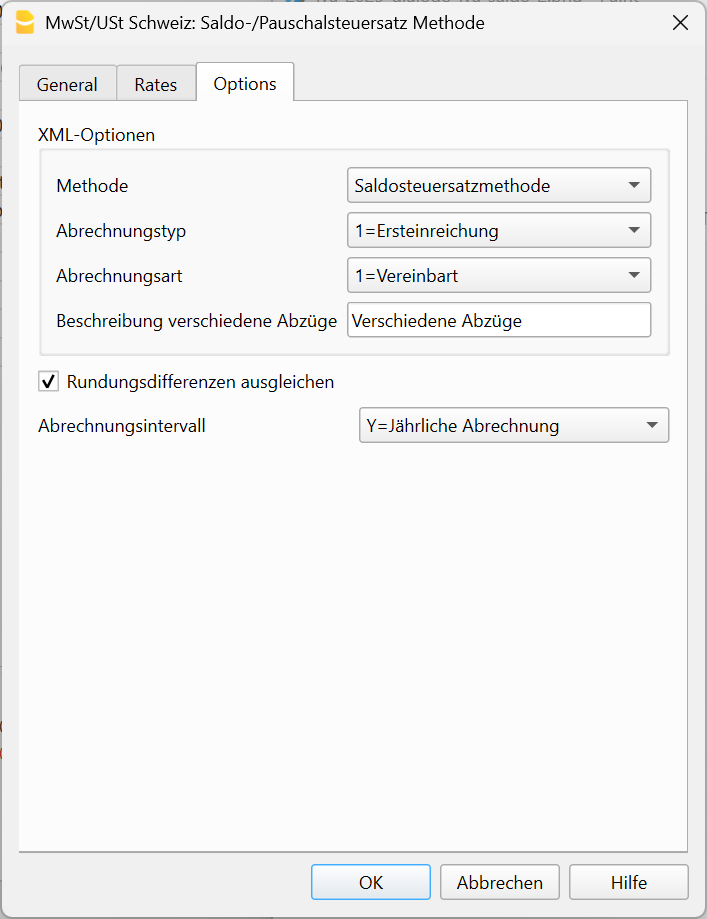 MwSt/USt Schweiz: Saldo-/Pauschalsteuersatz Methode
General Rates Options
XML-Optionen
Methode Saldosteuersatzmethode
Abrechnungstyp 1=Ersteinreichung
Abrechnungsart 1=Vereinbart
Beschreibung verschiedene Abzüge Verschiedene Abzüge
Rundungsdifferenzen ausgleichen
Abrechnungsintervall Y=Jährliche Abrechnung
OK Abbrechen Hilfe